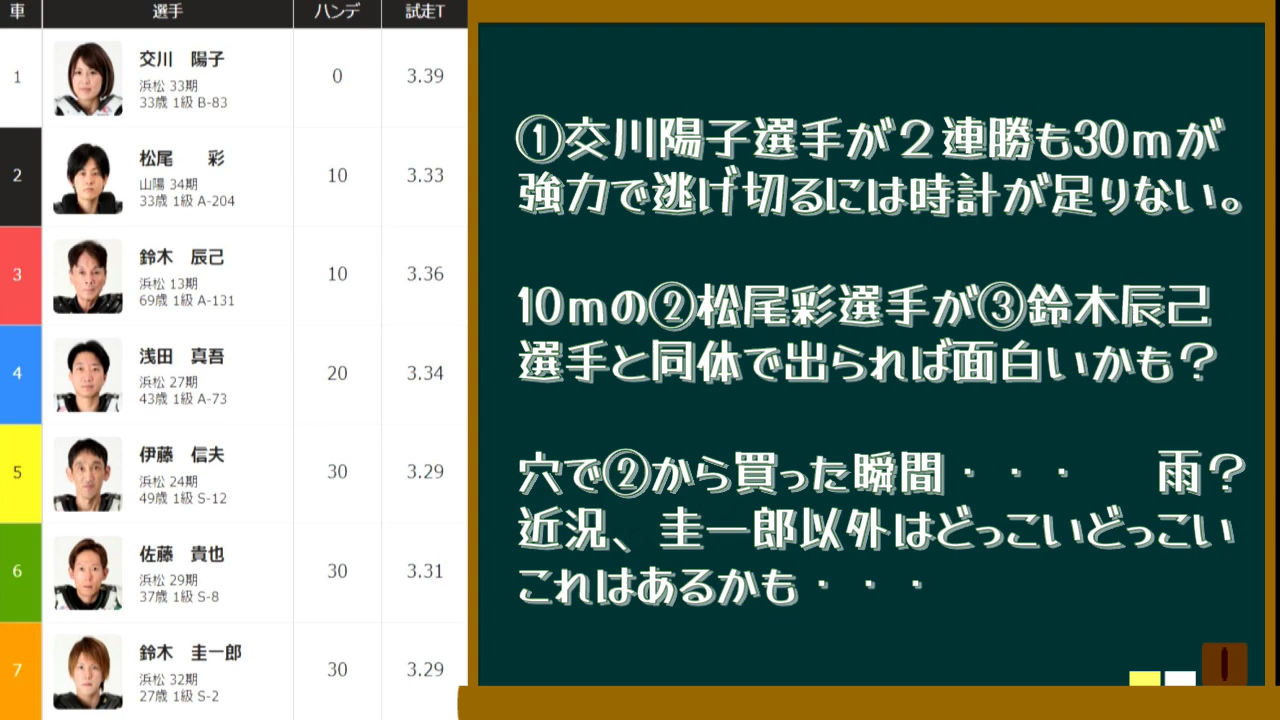 車 選手 ハンデ 試走T
1 交川 陽子 0 3.39
浜松 33期
33歳 1級 B-83
2 松尾 彩 10 3.33
山陽 34期
33歳 1級 A-204
3 鈴木 辰己 10 3.36
浜松 13期
69歳 1級 A-131
4 浅田 真吾 20 3.34
浜松 27期
43歳 1級 A-73
5 伊藤 信夫 30 3.29
浜松 24期
49歳 1級 S-12
6 佐藤 貴也 30 3.31
浜松 29期
37歳 1級 S-8
7 鈴木 圭一郎 30 3.29
浜松 32期
27歳 1級 S-2
①交川陽子選手が２連勝も30ｍが
強力で逃げ切るには時計が足りない。
10ｍの②松尾彩選手が③鈴木辰己
選手と同体で出られれば面白いかも？
穴で②から買った瞬間・・・　雨？
近況、圭一郎以外はどっこいどっこい
これはあるかも・・・